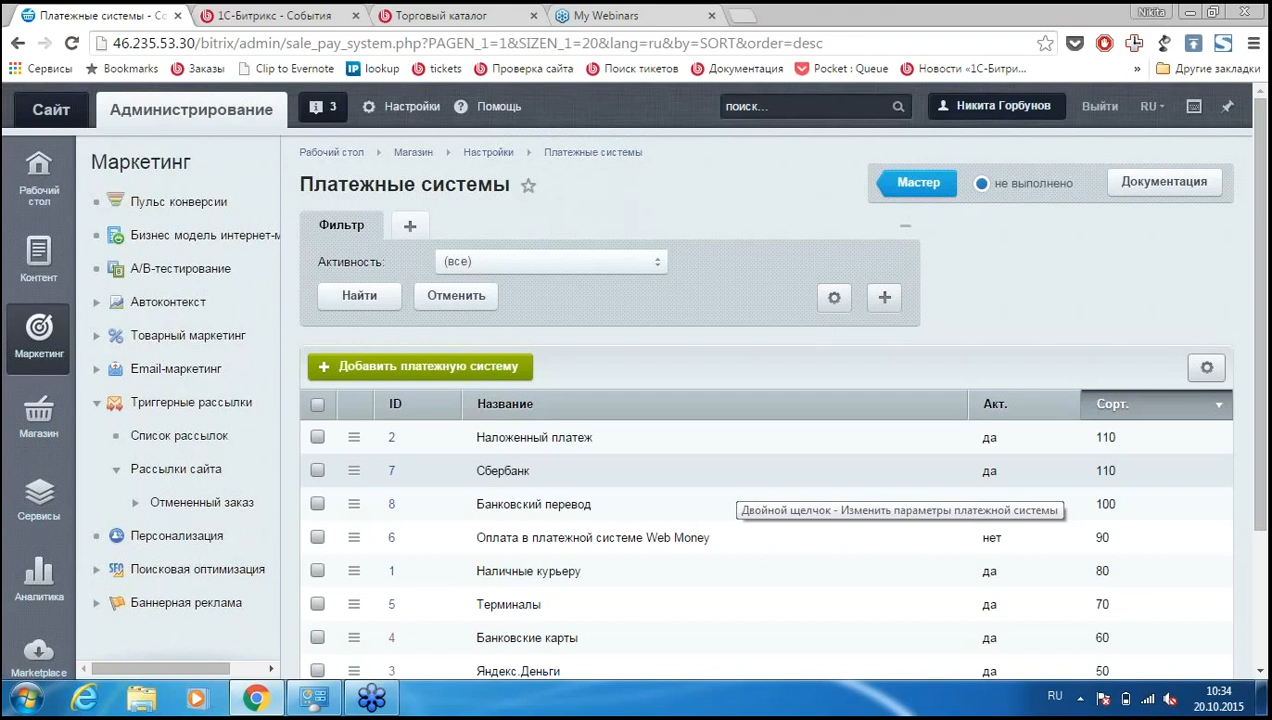 Платежные системы - Со
1С-Битрикс - События
Торговый каталог
My Webinars
Nikita
46.235.53.30/bitrix/admin/sale_pay_system.php?PAGEN_1=1&SIZEN_1=20&lang=ru&by=SORT&order=desc
Сервисы
Bookmarks
Заказы
Clip to Evernote
IP lookup
tickets
Проверка сайта
Поиск тикетов
Документация
Pocket : Queue
Новости «1С-Битри...
»
Другие закладки
Сайт
Администрирование
3
Настройки
Помощь
поиск...
Никита Горбунов
Выйти
RU
Рабочий стол
Контент
Маркетинг
Магазин
Сервисы
Аналитика
Marketplace
Маркетинг
Пульс конверсии
Бизнес модель интернет-м
A/B-тестирование
Автоконтекст
Товарный маркетинг
Email-маркетинг
Триггерные рассылки
Список рассылок
Рассылки сайта
Отмененный заказ
Персонализация
Поисковая оптимизация
Баннерная реклама
Рабочий стол Магазин Настройки Платежные системы
Платежные системы
Мастер
не выполнено
Документация
Фильтр
Активность: (все)
Найти Отменить
Добавить платежную систему
ID Название Акт. Сорт.
2 Наложенный платеж да 110
7 Сбербанк да 110
8 Банковский перевод 100
Двойной щелчок - Изменить параметры платежной системы
6 Оплата в платежной системе Web Money нет 90
1 Наличные курьеру да 80
5 Терминалы да 70
4 Банковские карты да 60
3 Яндекс.Деньги да 50
RU
10:34
20.10.2015